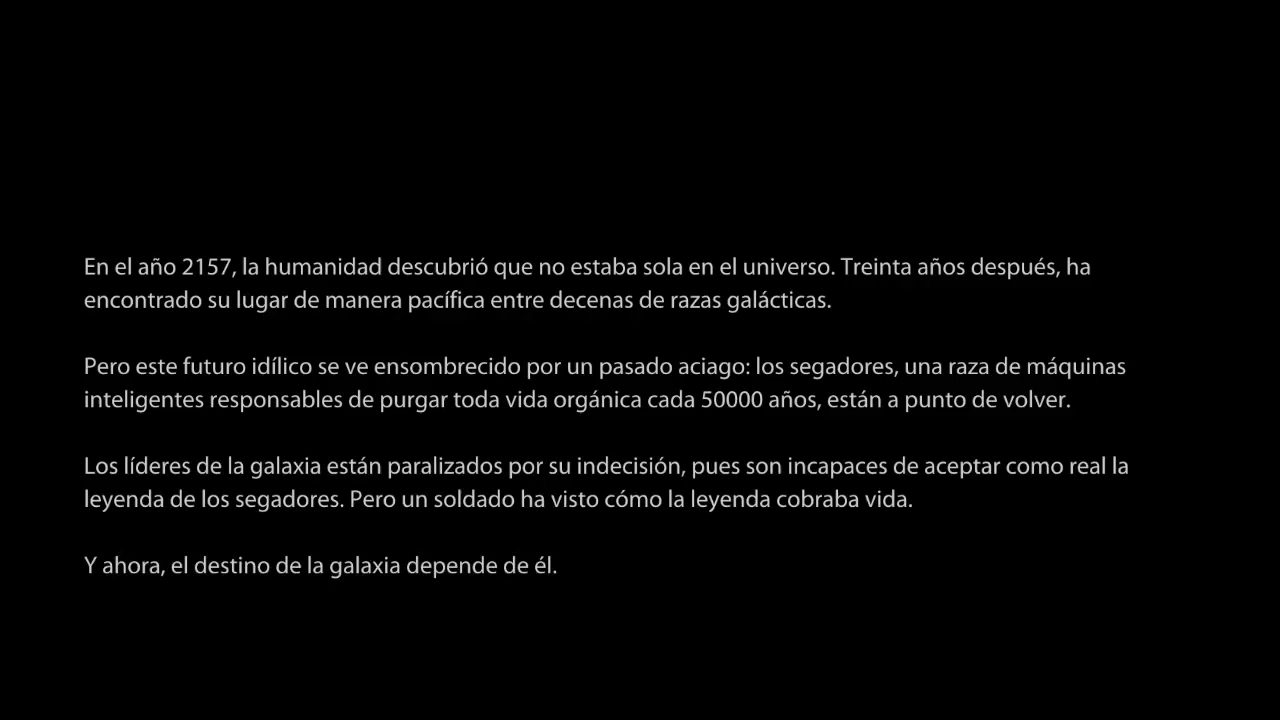 En el año 2157, la humanidad descubrió que no estaba sola en el universo. Treinta años después, ha
encontrado su lugar de manera pacífica entre decenas de razas galácticas.
Pero este futuro idílico se ve ensombrecido por un pasado aciago: los segadores, una raza de máquinas
inteligentes responsables de purgar toda vida orgánica cada 50000 años, están a punto de volver.
Los líderes de la galaxia están paralizados por su indecisión, pues son incapaces de aceptar como real la
leyenda de los segadores. Pero un soldado ha visto cómo la leyenda cobraba vida.
Y ahora, el destino de la galaxia depende de él.